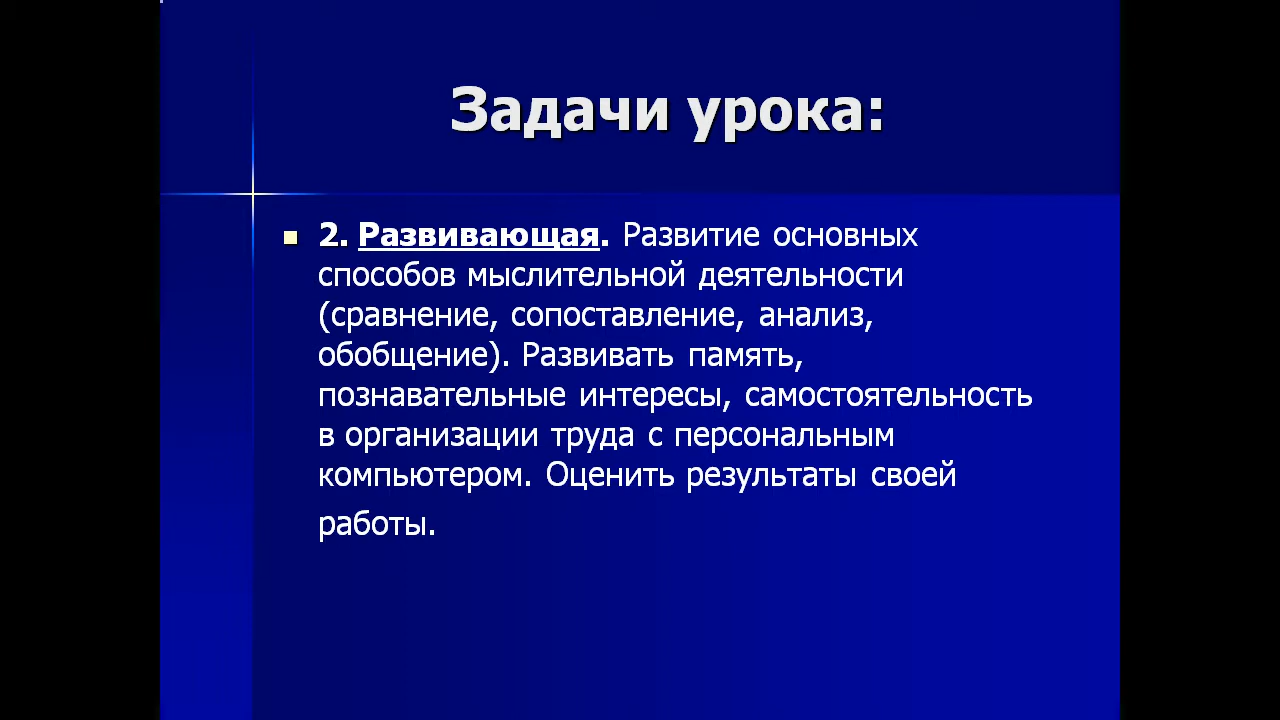 Задачи урока:
2. Развивающая. Развитие основных
способов мыслительной деятельности
(сравнение, сопоставление, анализ,
обобщение). Развивать память,
познавательные интересы, самостоятельность
в организации труда с персональным
компьютером. Оценить результаты своей
работы.